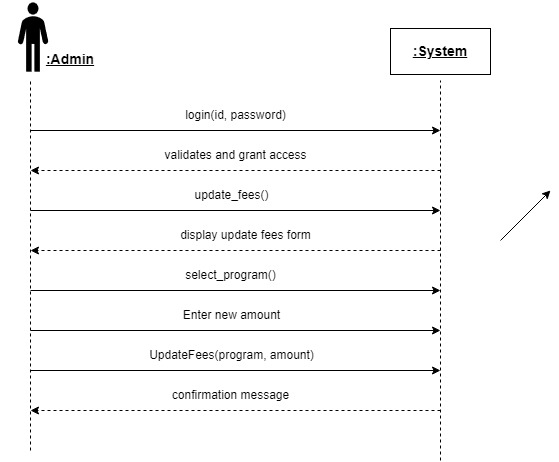 :Admin
:System
login(id, password)
validates and grant access
update_fees()
display update fees form
select_program()
Enter new amount
UpdateFees(program, amount)
confirmation message